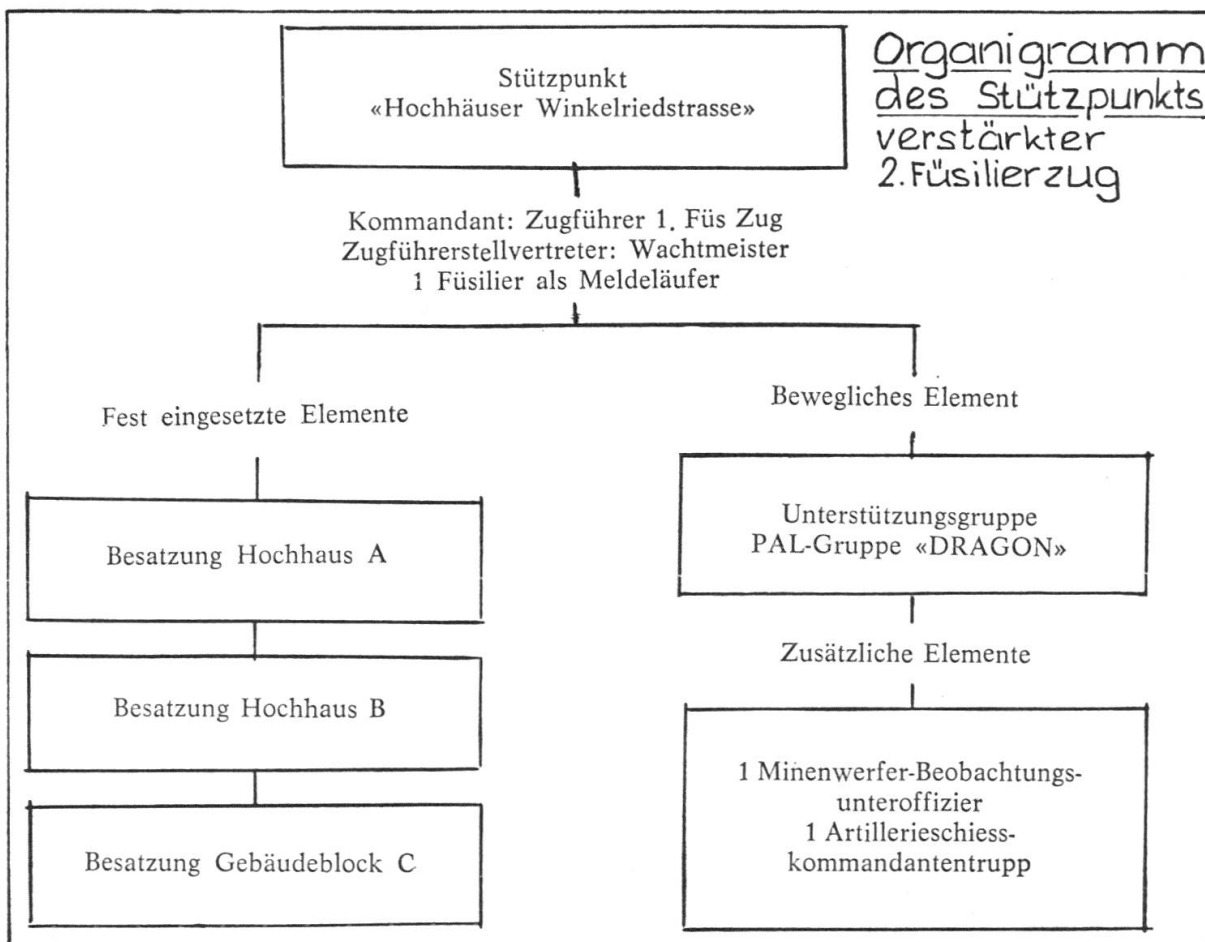 Organigramm
des Stützpunkts
verstärkter
2. Füsilierzug
Stützpunkt
«Hochhäuser Winkelriedstrasse»
Kommandant: Zugführer 1. Füs Zug
Zugführerstellvertreter: Wachtmeister
1 Füsilier als Meldeläufer
Fest eingesetzte Elemente
Besatzung Hochhaus A
Besatzung Hochhaus B
Besatzung Gebäudeblock C
Bewegliches Element
Unterstützungsgruppe
PAL-Gruppe «DRAGON»
Zusätzliche Elemente
1 Minenwerfer-Beobachtungs-
unteroffizier
1 Artillerieschiess-
kommandantentrupp